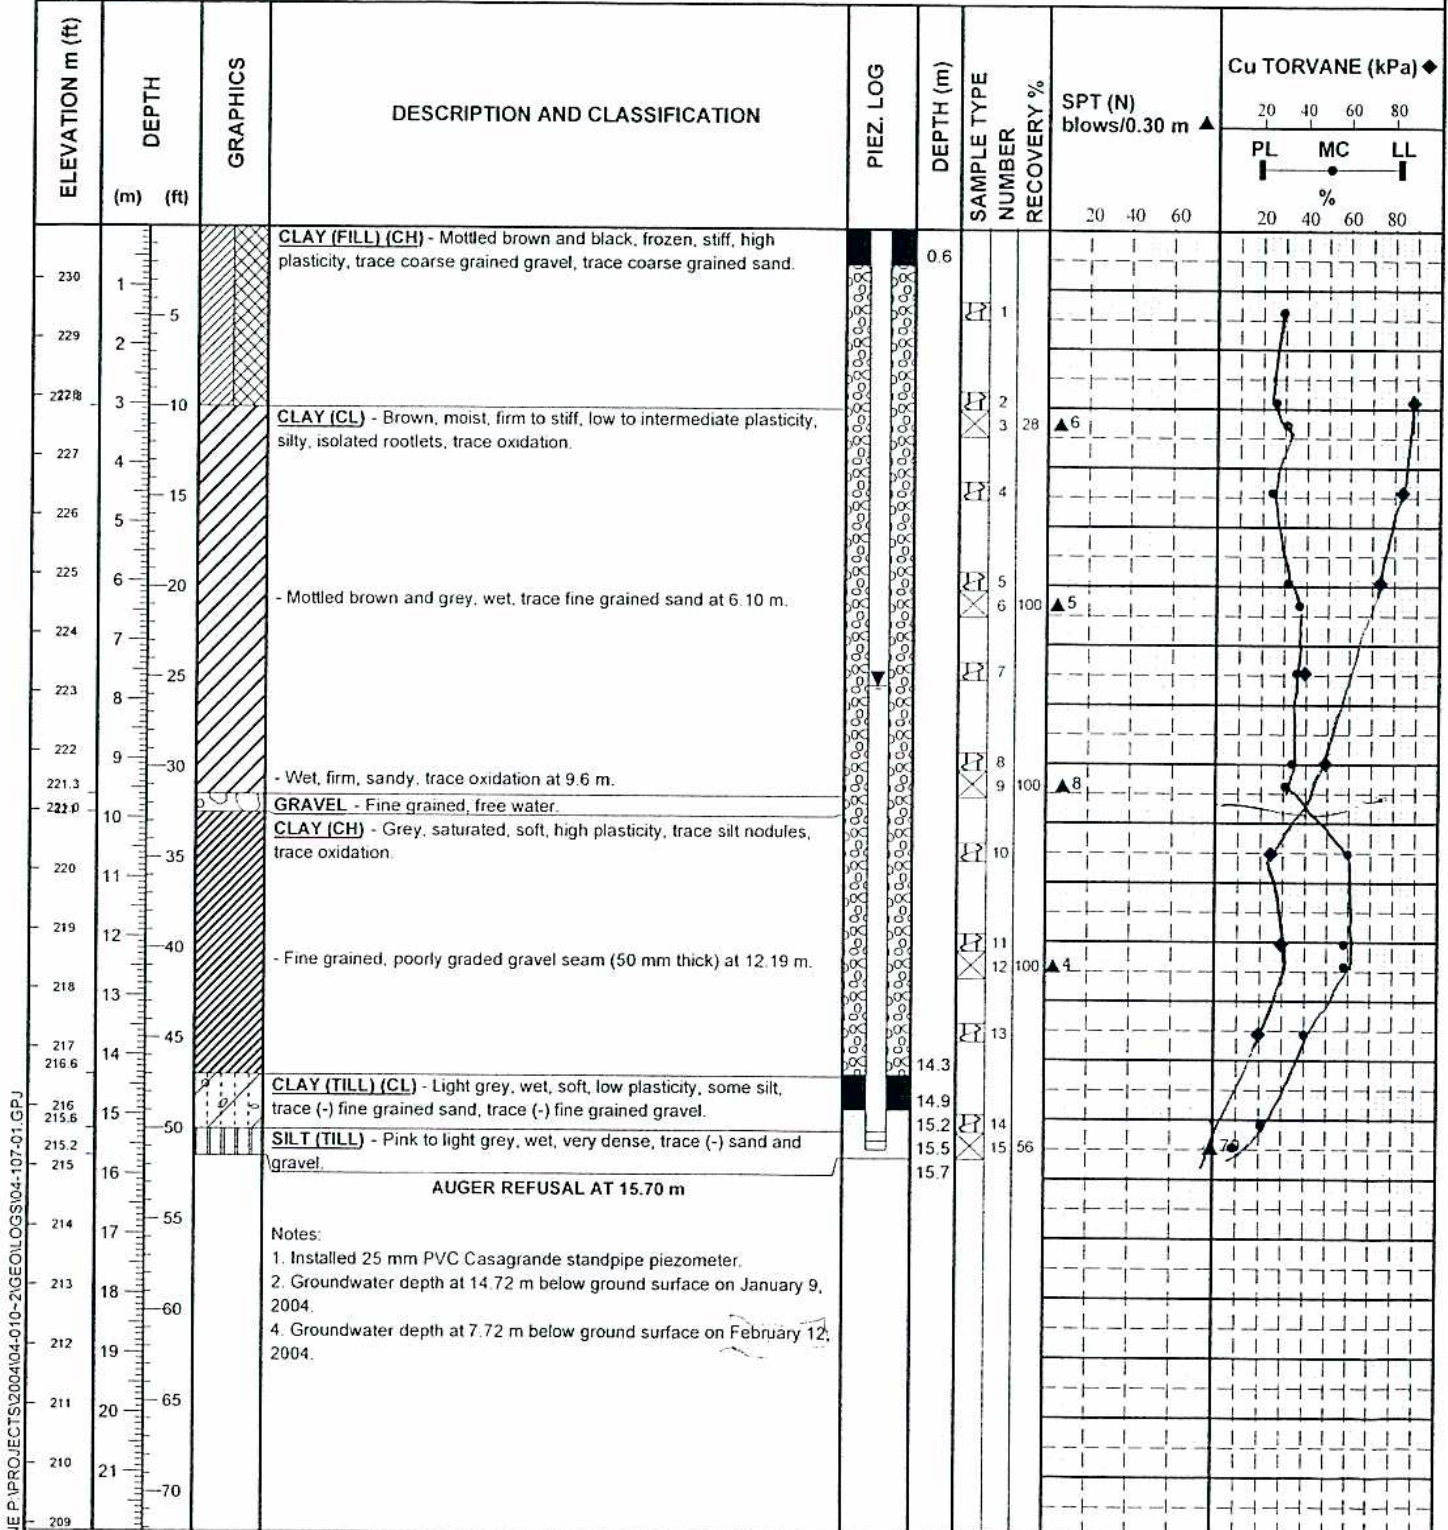 ELEVATION m (ft)
DEPTH
(m) (ft)
GRAPHICS
DESCRIPTION AND CLASSIFICATION
PIEZ. LOG
DEPTH (m)
SAMPLE TYPE
NUMBER
RECOVERY %
SPT (N)
blows/0.30 m ▲
20 40 60
Cu TORVANE (kPa) ◆
20 40 60 80
PL MC LL
%
20 40 60 80
CLAY (FILL) (CH) - Mottled brown and black, frozen, stiff, high
plasticity, trace coarse grained gravel, trace coarse grained sand.
0.6
230
1
5
1
229
2
228
3
10
2
CLAY (CL) - Brown, moist, firm to stiff, low to intermediate plasticity,
silty, isolated rootlets, trace oxidation.
3 28 6
227
4
15
4
226
5
225
6
20
5
- Mottled brown and grey, wet, trace fine grained sand at 6.10 m.
6 100 5
224
7
25
7
223
8
222
9
30
8
- Wet, firm, sandy, trace oxidation at 9.6 m.
9 100 8
221.3
GRAVEL - Fine grained, free water.
10
CLAY (CH) - Grey, saturated, soft, high plasticity, trace silt nodules,
trace oxidation.
35
10
220
11
219
12
40
11
- Fine grained, poorly graded gravel seam (50 mm thick) at 12.19 m.
12 100 4
218
13
45
13
217
14
216.6
14.3
CLAY (TILL) (CL) - Light grey, wet, soft, low plasticity, some silt,
trace (-) fine grained sand, trace (-) fine grained gravel.
216
14.9
15
215.6
50
15.2
14
SILT (TILL) - Pink to light grey, wet, very dense, trace (-) sand and
gravel.
215.2
15.5
15 56
215
16
15.7
AUGER REFUSAL AT 15.70 m
55
214
17
Notes:
1. Installed 25 mm PVC Casagrande standpipe piezometer.
2. Groundwater depth at 14.72 m below ground surface on January 9,
2004.
4. Groundwater depth at 7.72 m below ground surface on February 12,
2004.
213
18
60
212
19
65
211
20
210
21
70
209
P:\PROJECTS\2004\04-010-2\GEO\LOGS\04-107-01.GPJ